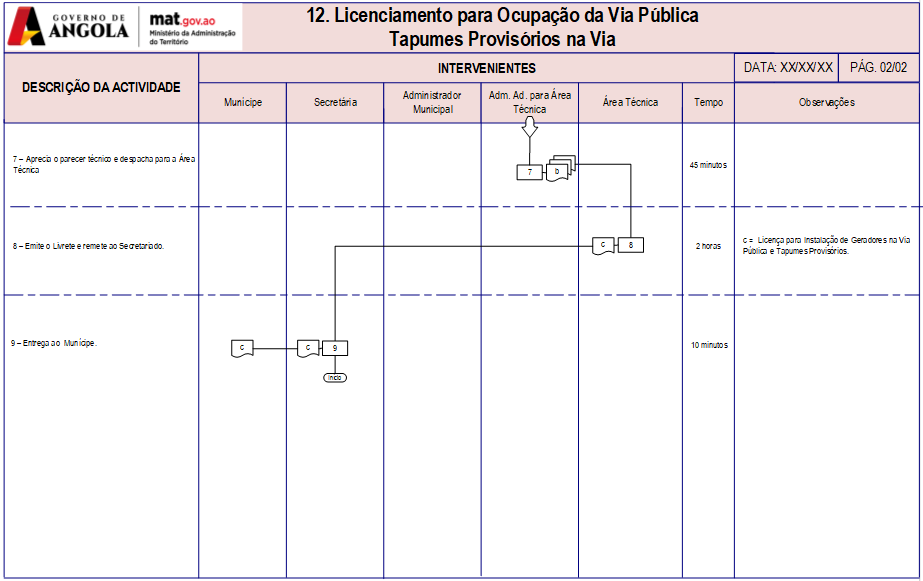 GOVERNO DE
ANGOLA
mat.gov.ao
Ministério da Administração
do Território
12. Licenciamento para Ocupação da Via Pública
Tapumes Provisórios na Via
DESCRIÇÃO DA ACTIVIDADE
INTERVENIENTES
DATA: XX/XX/XX
PÁG. 02/02
Munícipe
Secretária
Administrador
Municipal
Adm. Ad. para Área
Técnica
Área Técnica
Tempo
Observações
7 – Aprecia o parecer técnico e despacha para a Área
Técnica
7
b
45 minutos
8 – Emite o Livrete e remete ao Secretariado.
c
8
2 horas
c = Licença para Instalação de Geradores na Via
Pública e Tapumes Provisórios.
9 – Entrega ao Munícipe.
c
c
9
10 minutos
Início